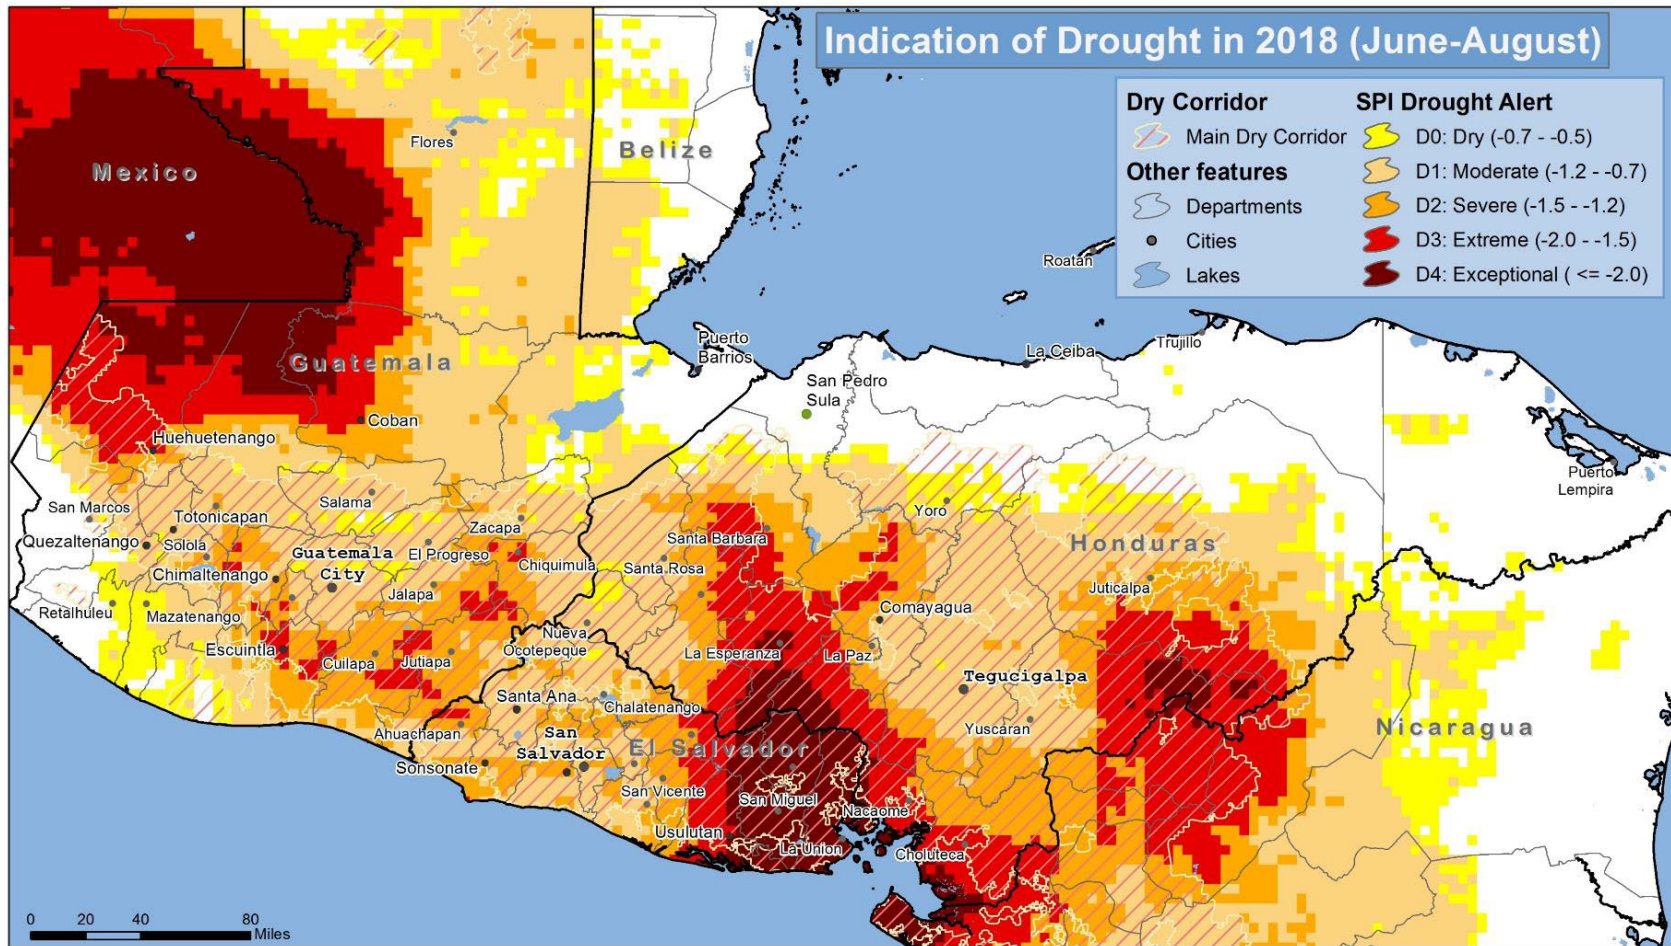 Indication of Drought in 2018 (June-August)
Dry Corridor
Main Dry Corridor
Other features
Departments
Cities
Lakes
SPI Drought Alert
D0: Dry (-0.7 - -0.5)
D1: Moderate (-1.2 - -0.7)
D2: Severe (-1.5 - -1.2)
D3: Extreme (-2.0 - -1.5)
D4: Exceptional ( <= -2.0)
Flores
Belize
Mexico
Roatan
Puerto
Barrios
La Ceiba
Trujillo
Guatemala
San Pedro
Sula
Coban
Huehuetenango
Puerto
Lempira
San Marcos
Salama
Totonicapan
Zacapa
Yoro
Quezaltenango
Solola
Guatemala
City
El Progreso
Santa Barbara
Honduras
Chimaltenango
Chiquimula
Santa Rosa
Jalapa
Juticalpa
Retalhuleu
Mazatenango
Comayagua
Nueva
Ocotepeque
Escuintla
Cuilapa
Jutiapa
La Esperanza
La Paz
Tegucigalpa
Santa Ana
Chalatenango
Yuscaran
Nicaragua
Ahuachapan
San
Salvador
El Salvador
Sonsonate
San Vicente
San Miguel
Nacaome
Usulutan
La Union
Choluteca
0 20 40 80
Miles